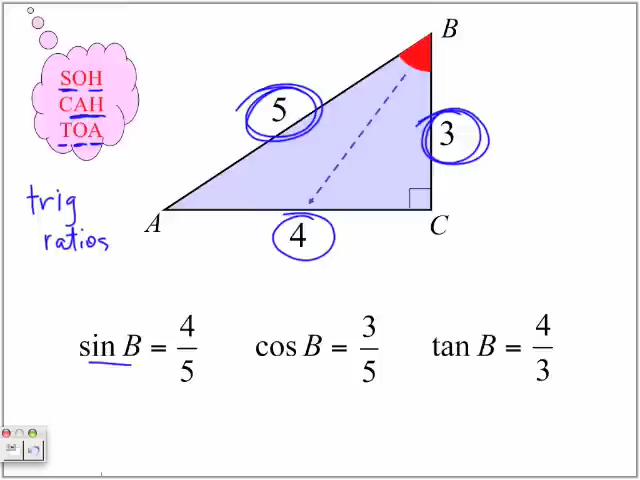 B
SOH
CAH
TOA
5
3
trig
ratios
A
4
C
sin B = 4/5
cos B = 3/5
tan B = 4/3